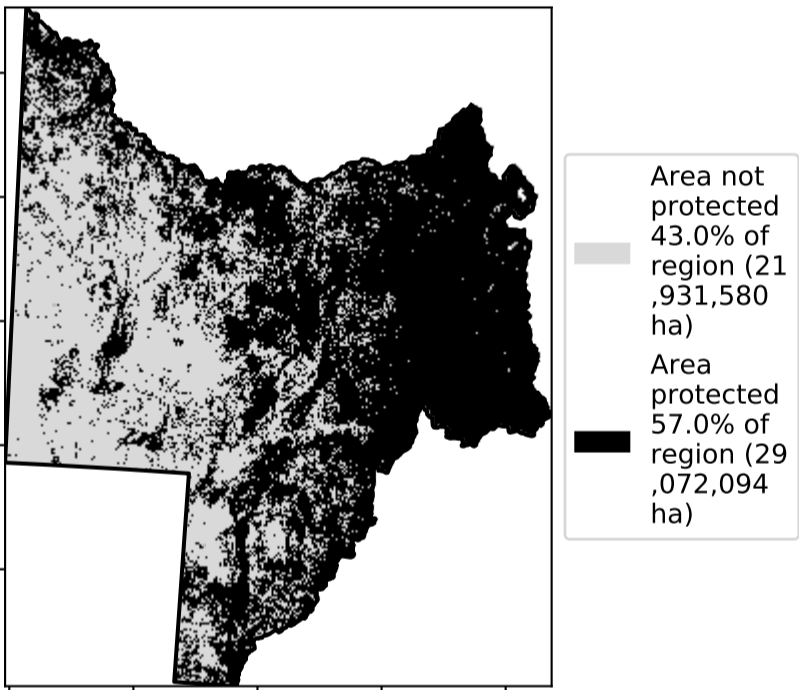 Area not
protected
43.0% of
region (21
,931,580
ha)
Area
protected
57.0% of
region (29
,072,094
ha)